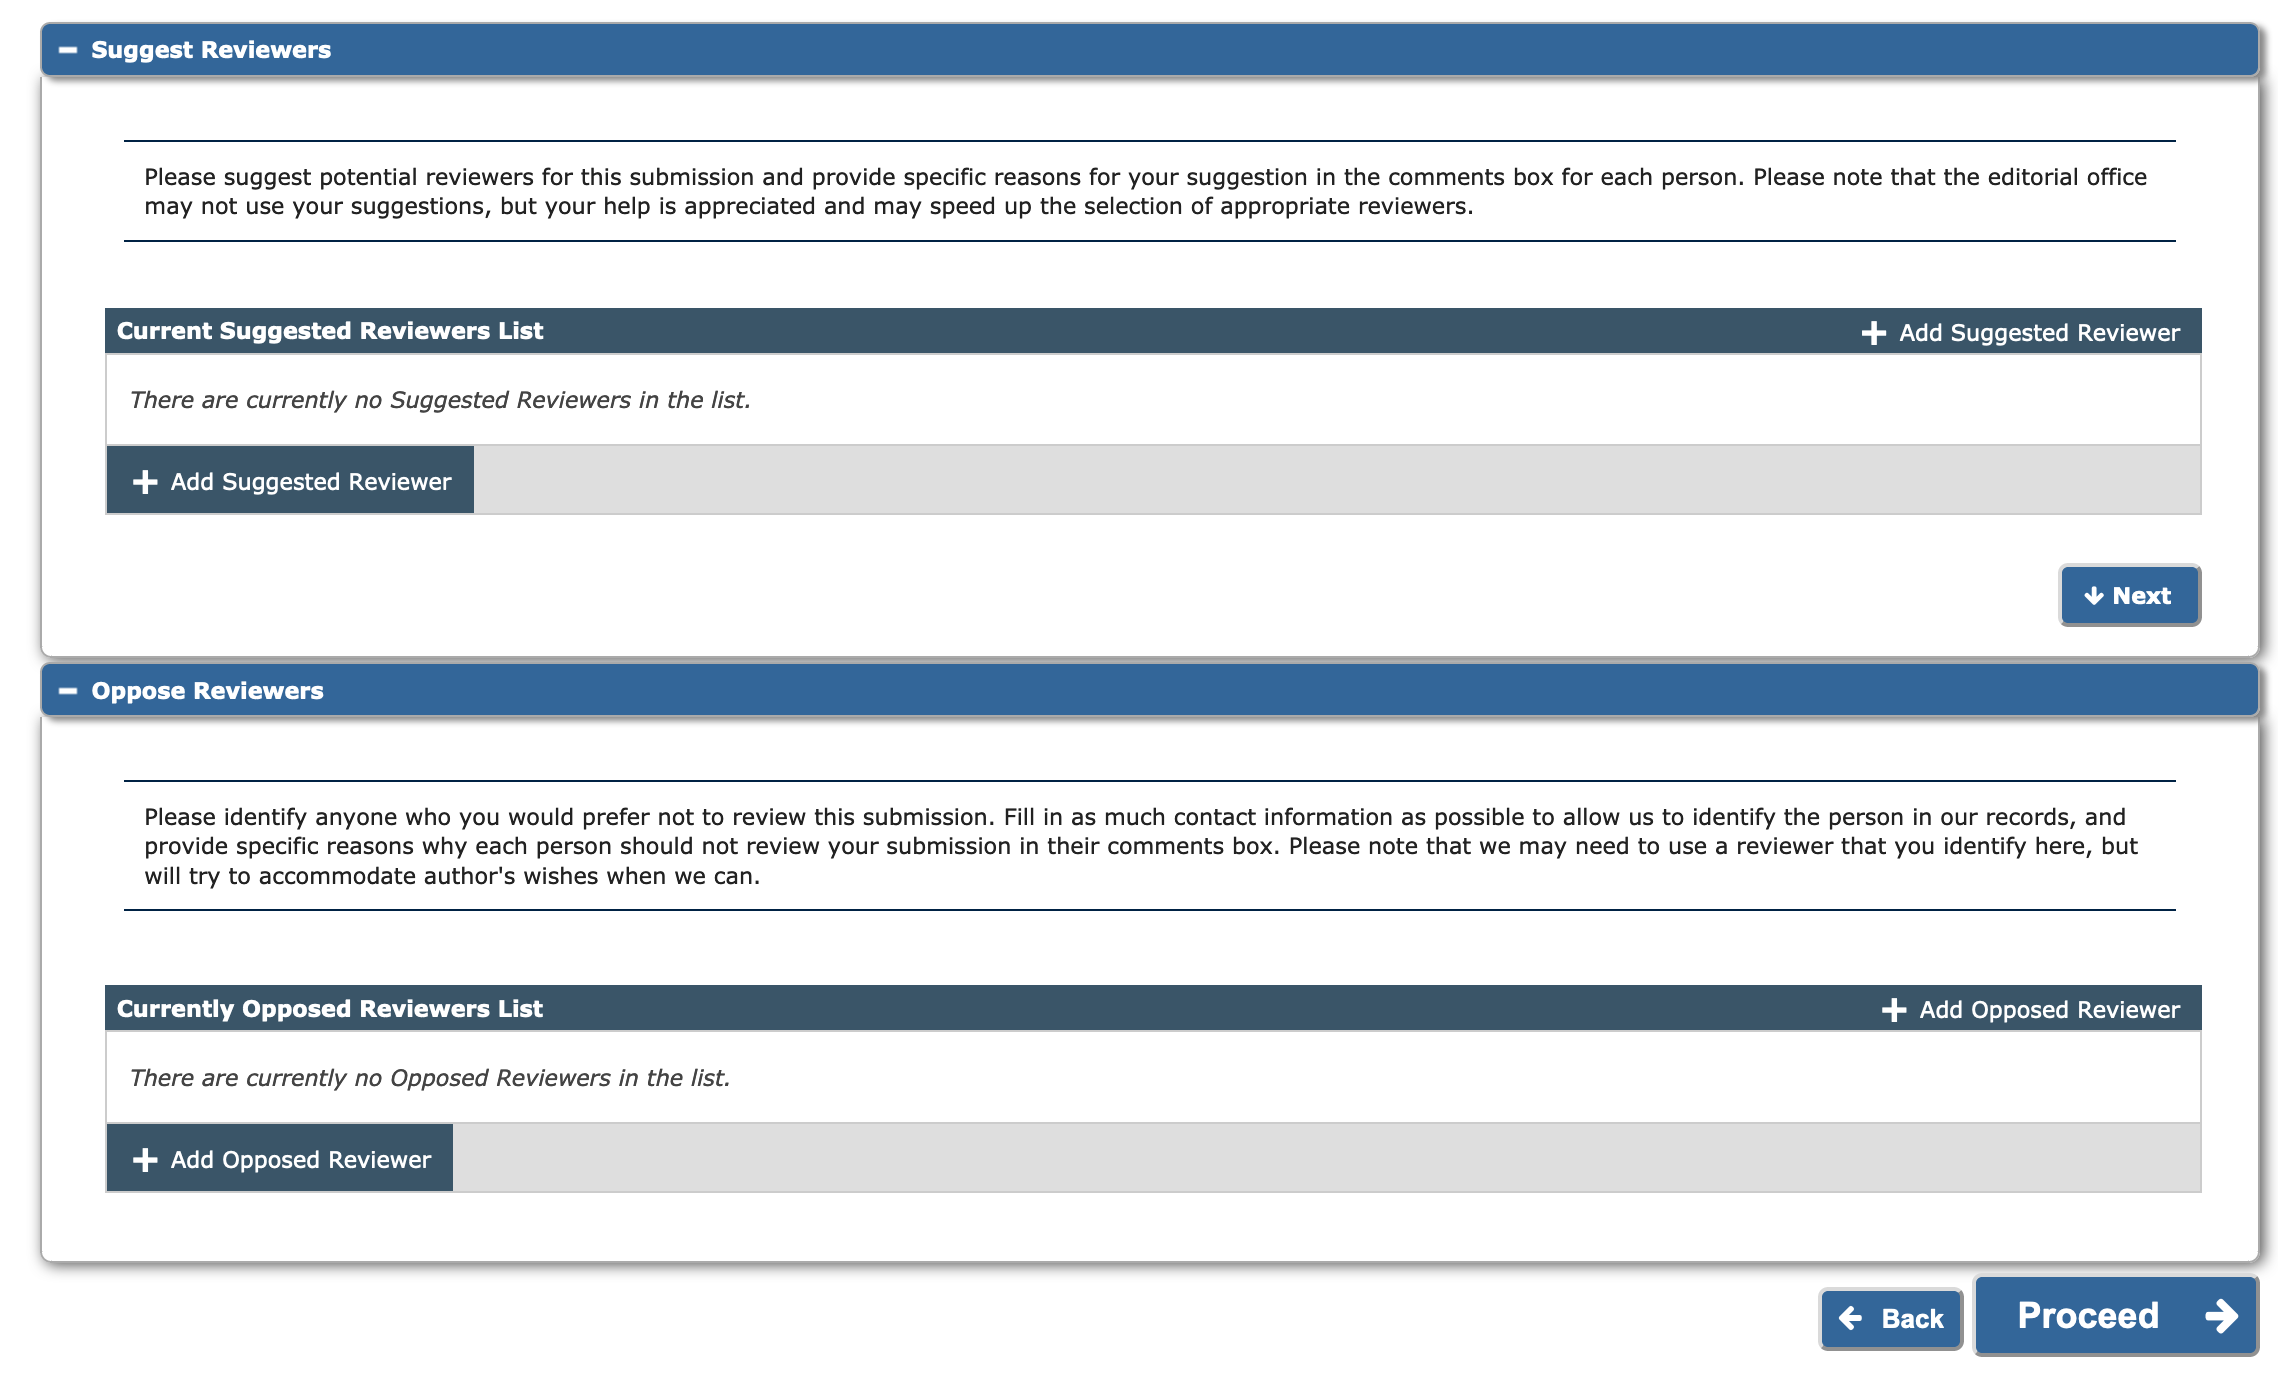 Suggest Reviewers
Please suggest potential reviewers for this submission and provide specific reasons for your suggestion in the comments box for each person. Please note that the editorial office
may not use your suggestions, but your help is appreciated and may speed up the selection of appropriate reviewers.
Current Suggested Reviewers List
Add Suggested Reviewer
There are currently no Suggested Reviewers in the list.
Add Suggested Reviewer
Next
Oppose Reviewers
Please identify anyone who you would prefer not to review this submission. Fill in as much contact information as possible to allow us to identify the person in our records, and
provide specific reasons why each person should not review your submission in their comments box. Please note that we may need to use a reviewer that you identify here, but
will try to accommodate author's wishes when we can.
Currently Opposed Reviewers List
Add Opposed Reviewer
There are currently no Opposed Reviewers in the list.
Add Opposed Reviewer
Back
Proceed